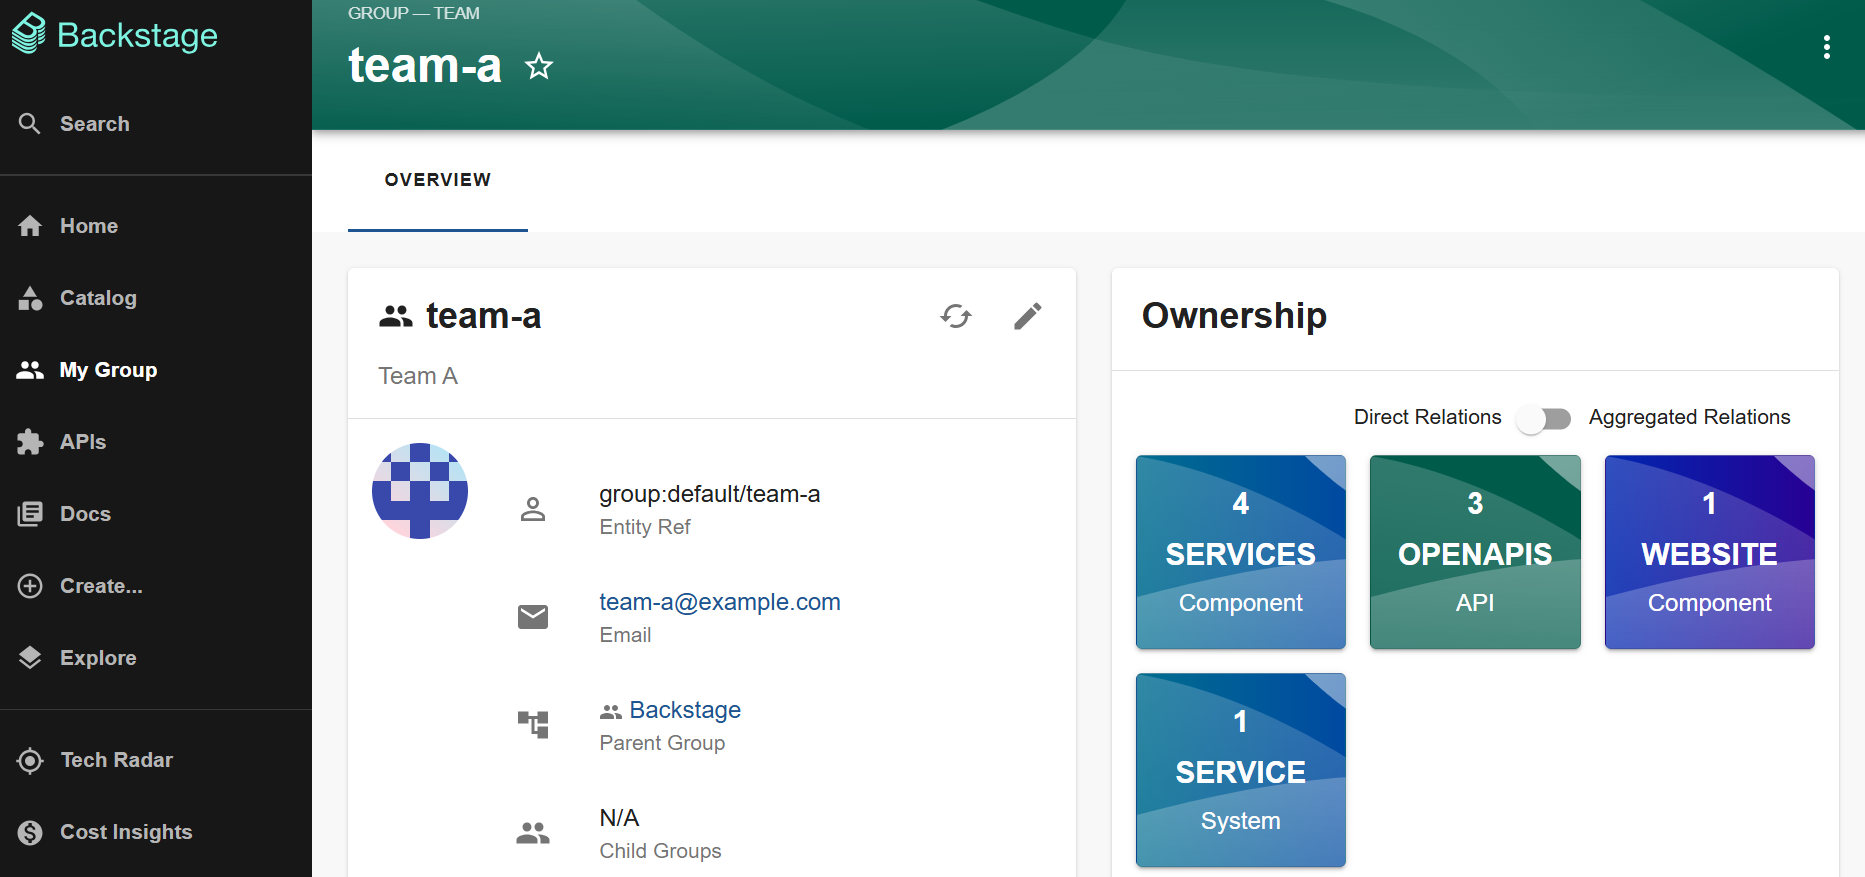 Backstage
Search
Home
Catalog
My Group
APIs
Docs
Create...
Explore
Tech Radar
Cost Insights
GROUP — TEAM
team-a
OVERVIEW
team-a
Team A
group:default/team-a
Entity Ref
team-a@example.com
Email
Backstage
Parent Group
N/A
Child Groups
Ownership
Direct Relations
Aggregated Relations
4
SERVICES
Component
3
OPENAPIS
API
1
WEBSITE
Component
1
SERVICE
System